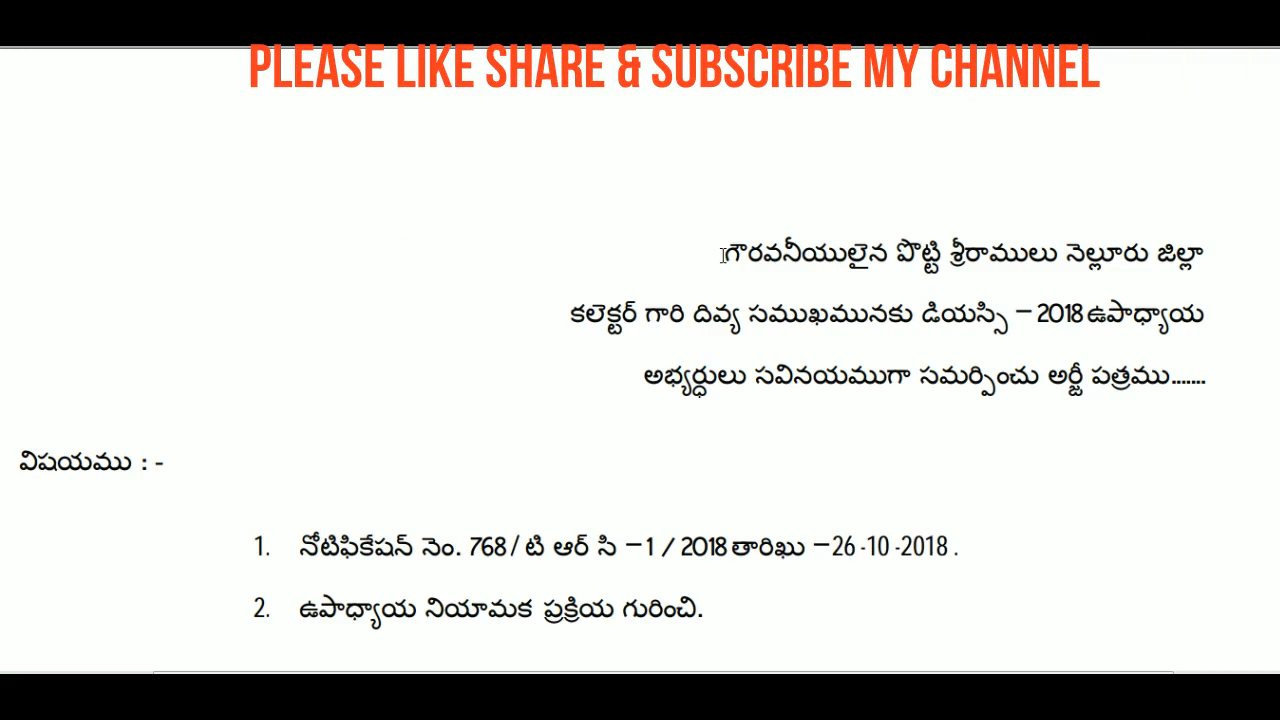 PLEASE LIKE SHARE & SUBSCRIBE MY CHANNEL
గౌరవనీయులైన పొట్టి శ్రీరాములు నెల్లూరు జిల్లా
కలెక్టర్ గారి దివ్య సముఖమునకు డియస్సి – 2018 ఉపాధ్యాయ
అభ్యర్థులు సవినయముగా సమర్పించు అర్జీ పత్రము.......
విషయము : -
1. నోటిఫికేషన్ నెం. 768 / టి ఆర్ సి – 1 / 2018 తారిఖు – 26 -10 -2018 .
2. ఉపాధ్యాయ నియామక ప్రక్రియ గురించి.